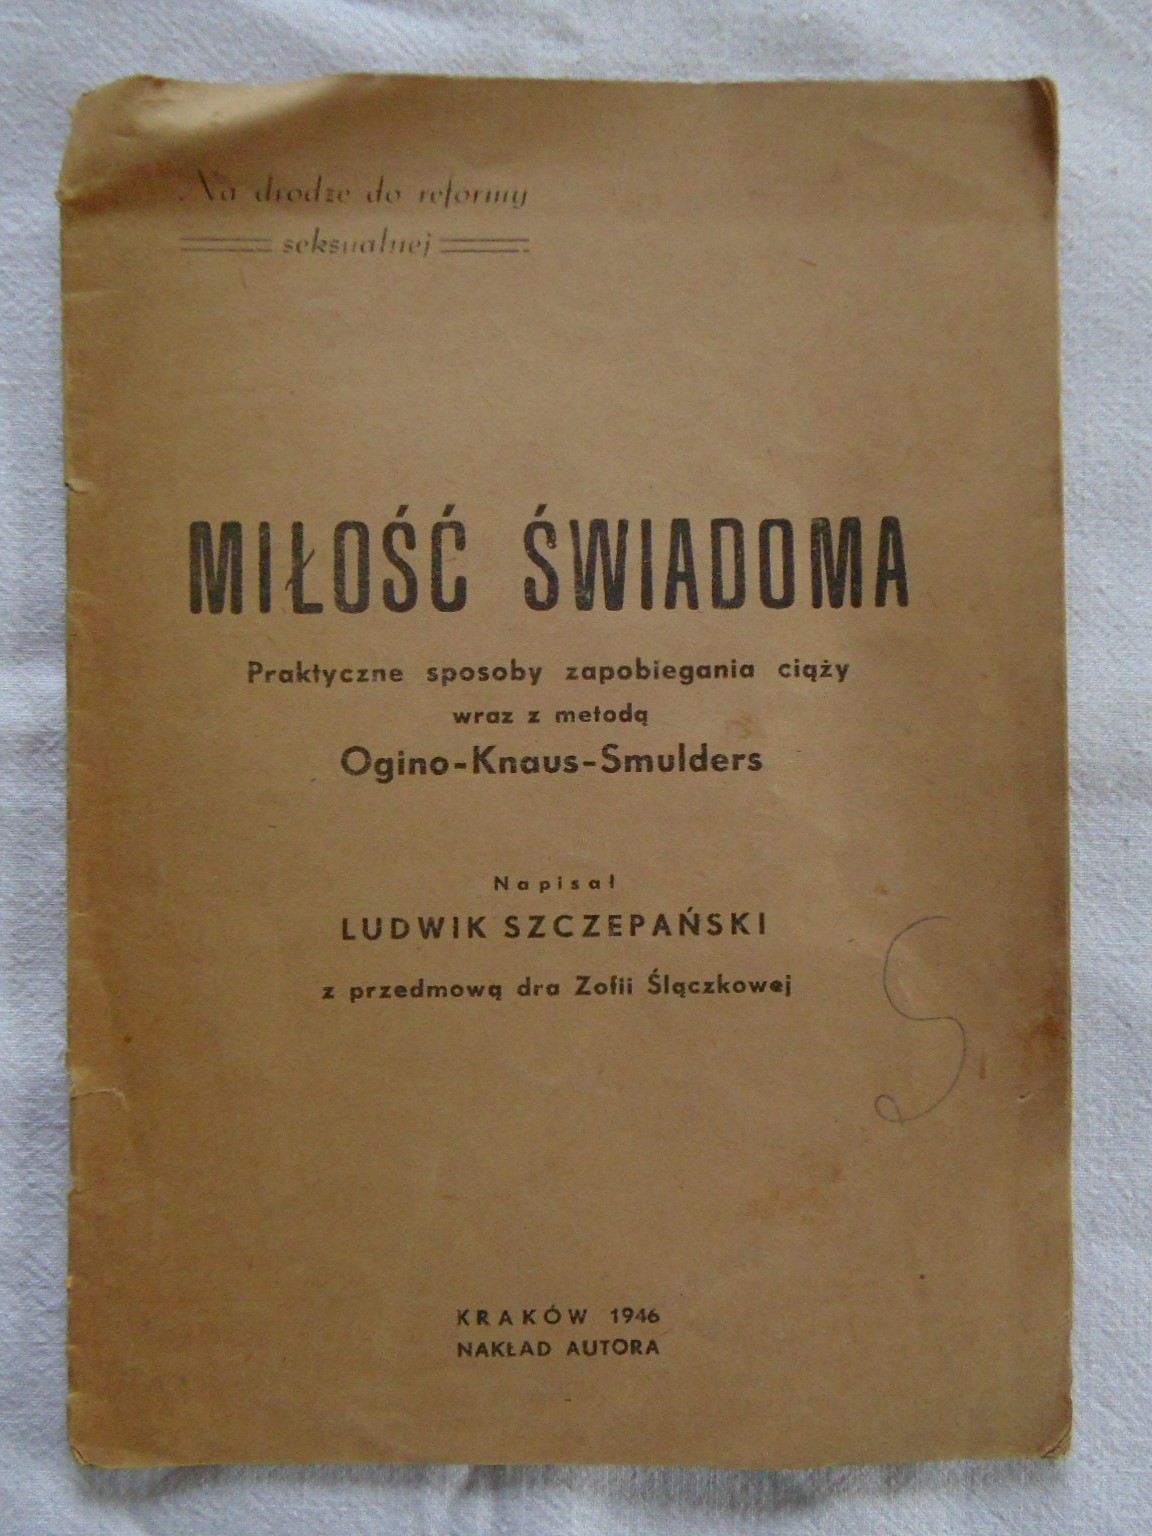 Na drodze do reformy
seksualnej
MIŁOŚĆ ŚWIADOMA
Praktyczne sposoby zapobiegania ciąży
wraz z metodą
Ogino-Knaus-Smulders
Napisał
LUDWIK SZCZEPAŃSKI
z przedmową dra Zofii Ślączkowej
KRAKÓW 1946
NAKŁAD AUTORA